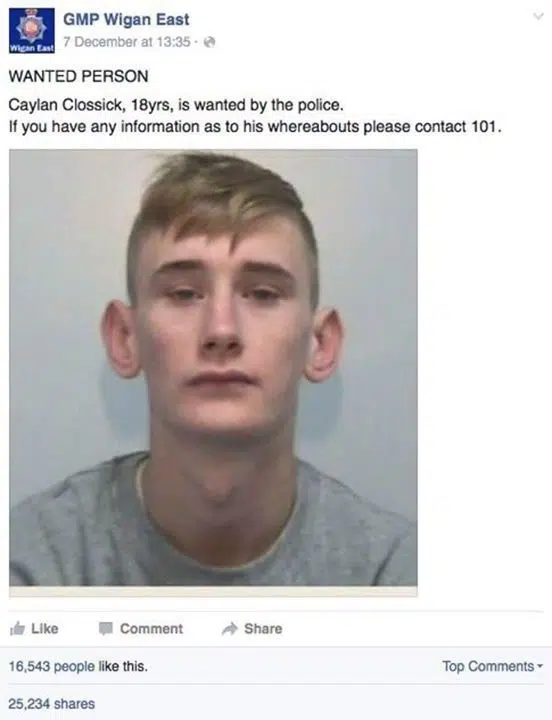 Wigan East
GMP Wigan East
7 December at 13:35 ·
WANTED PERSON
Caylan Clossick, 18yrs, is wanted by the police.
If you have any information as to his whereabouts please contact 101.
Like Comment Share
16,543 people like this. Top Comments
25,234 shares